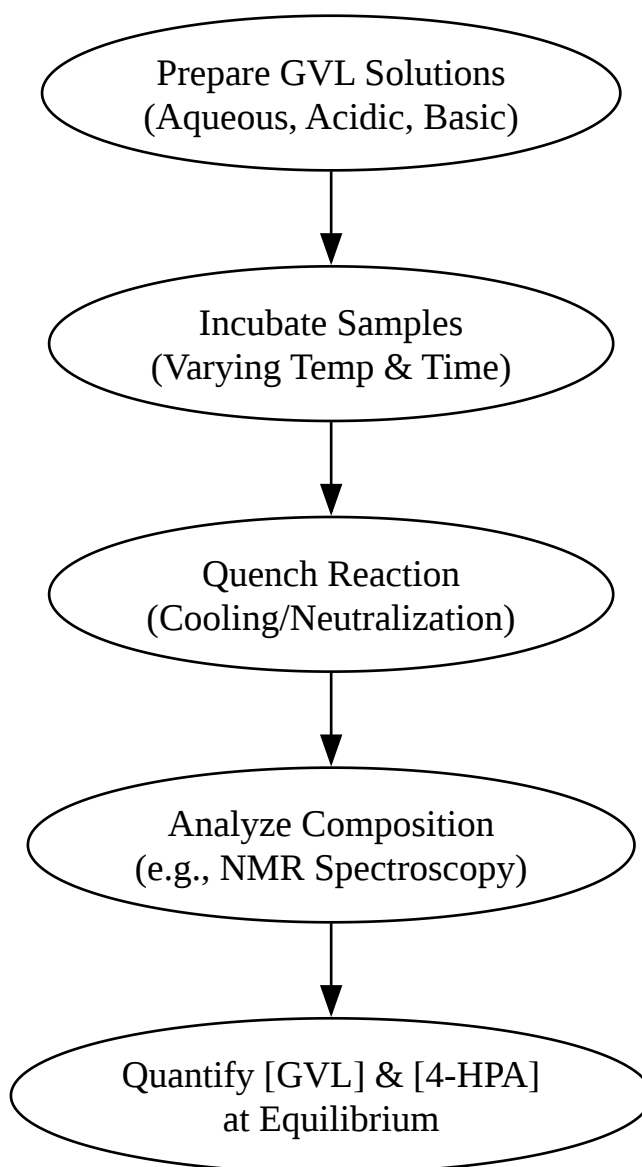 Prepare GVL Solutions
(Aqueous, Acidic, Basic)
Incubate Samples
(Varying Temp & Time)
Quench Reaction
(Cooling/Neutralization)
Analyze Composition
(e.g., NMR Spectroscopy)
Quantify [GVL] & [4-HPA]
at Equilibrium